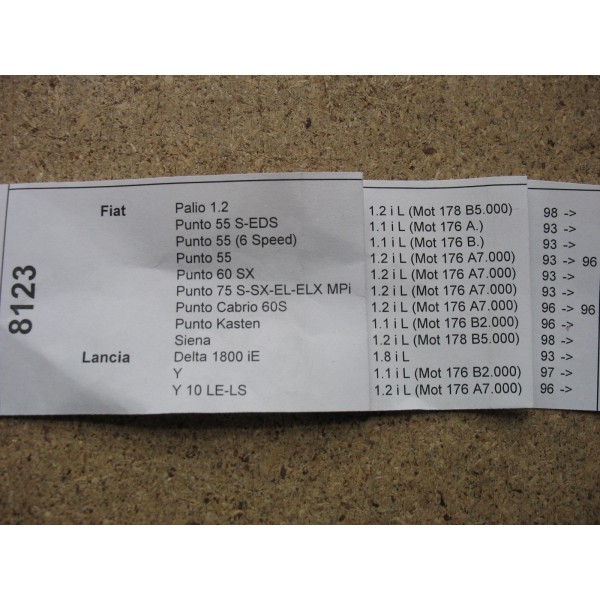 8123
Fiat Palio 1.2 1.2 i L (Mot 178 B5.000) 98 ->
Punto 55 S-EDS 1.1 i L (Mot 176 A.) 93 ->
Punto 55 (6 Speed) 1.1 i L (Mot 176 B.) 93 ->
Punto 55 1.2 i L (Mot 176 A7.000) 93 -> 96
Punto 60 SX 1.2 i L (Mot 176 A7.000) 93 ->
Punto 75 S-SX-EL-ELX MPi 1.2 i L (Mot 176 A7.000) 93 ->
Punto Cabrio 60S 1.2 i L (Mot 176 A7.000) 96 -> 96
Punto Kasten 1.1 i L (Mot 176 B2.000) 96 ->
Siena 1.2 i L (Mot 178 B5.000) 98 ->
Lancia Delta 1800 iE 1.8 i L 93 ->
Y 1.1 i L (Mot 176 B2.000) 97 ->
Y 10 LE-LS 1.2 i L (Mot 176 A7.000) 96 ->